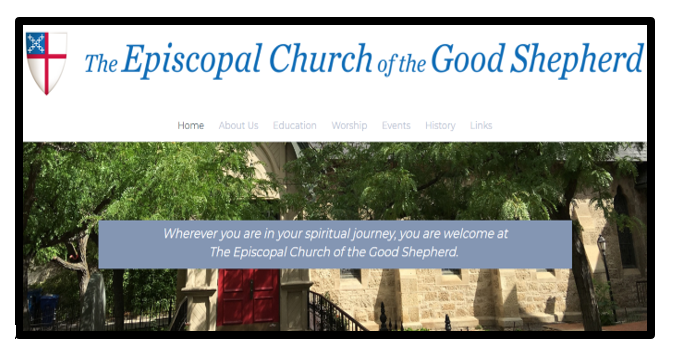 The Episcopal Church of the Good Shepherd
Home About Us Education Worship Events History Links
Wherever you are in your spiritual journey, you are welcome at
The Episcopal Church of the Good Shepherd.